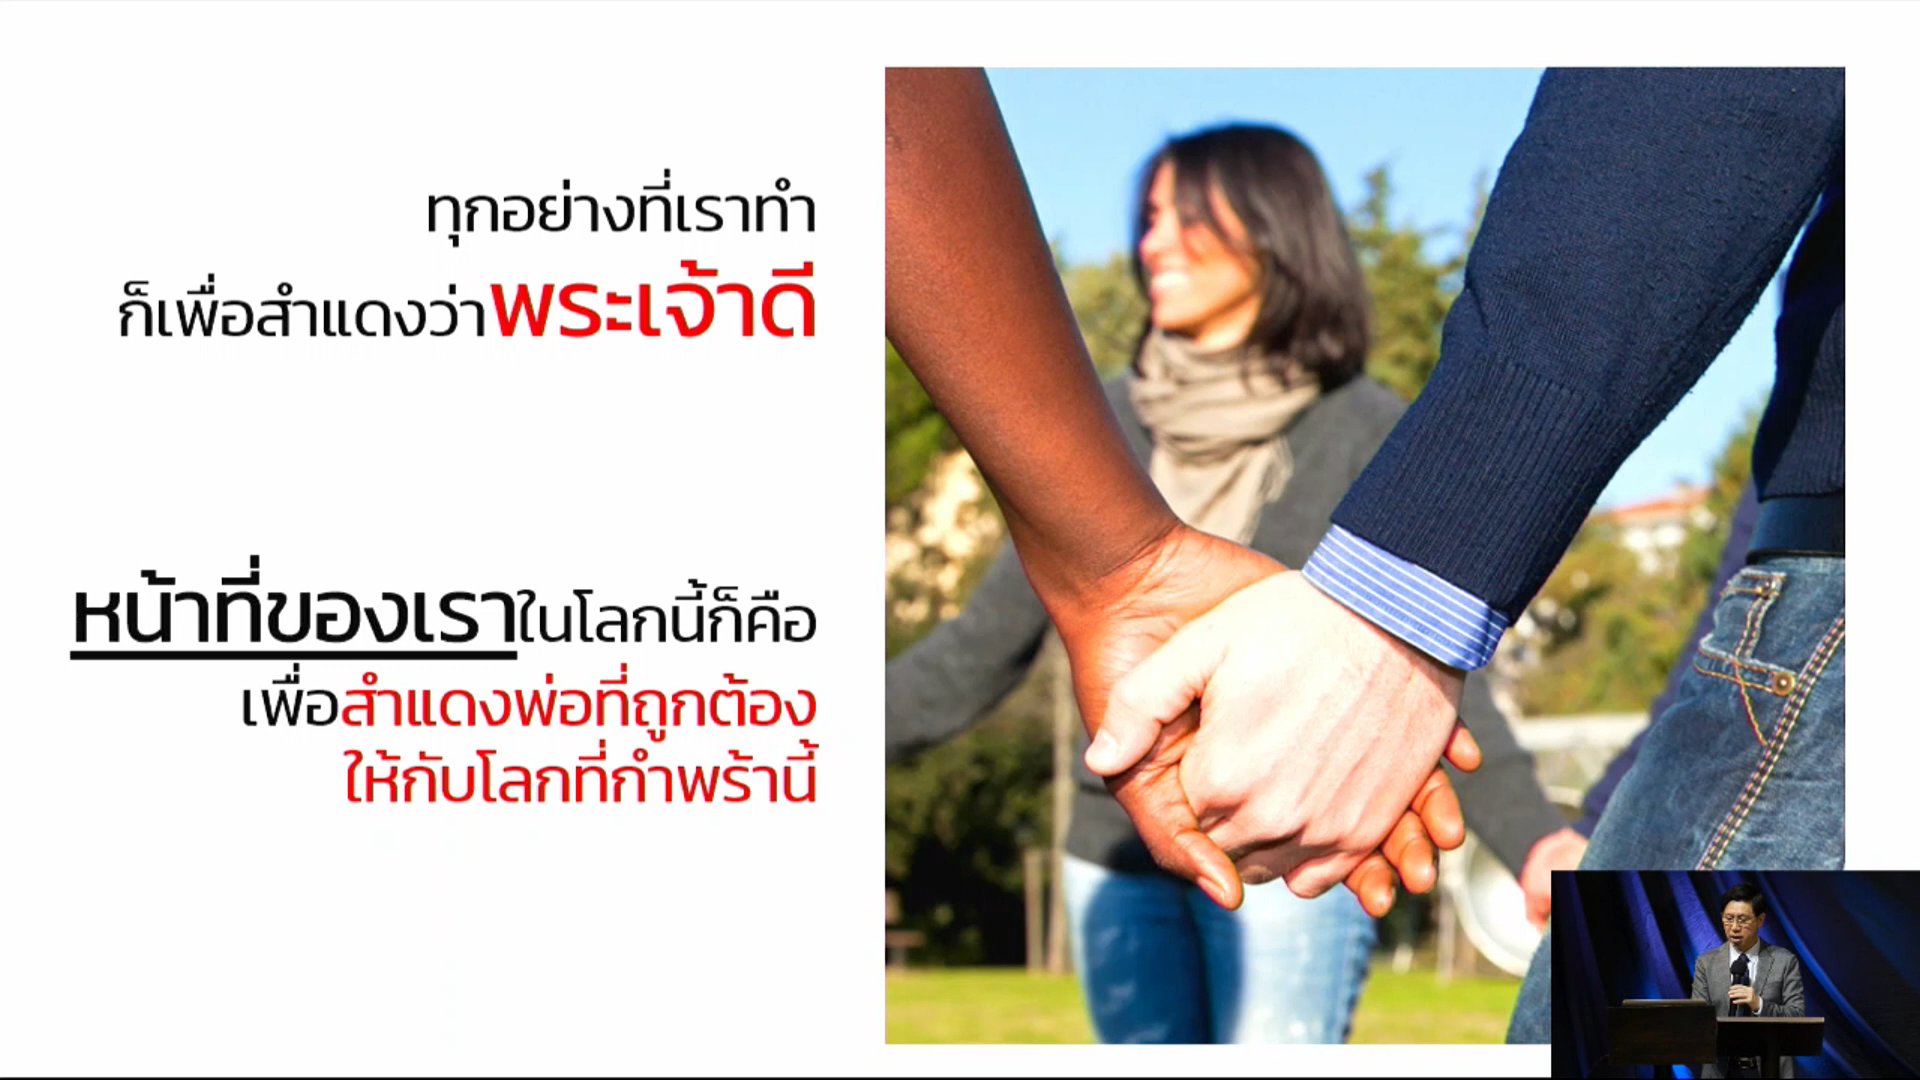 ทุกอย่างที่เราทำ
ก็เพื่อสำแดงว่าพระเจ้าดี
หน้าที่ของเราในโลกนี้ก็คือ
เพื่อสำแดงพ่อที่ถูกต้อง
ให้กับโลกที่กำพร้านี้